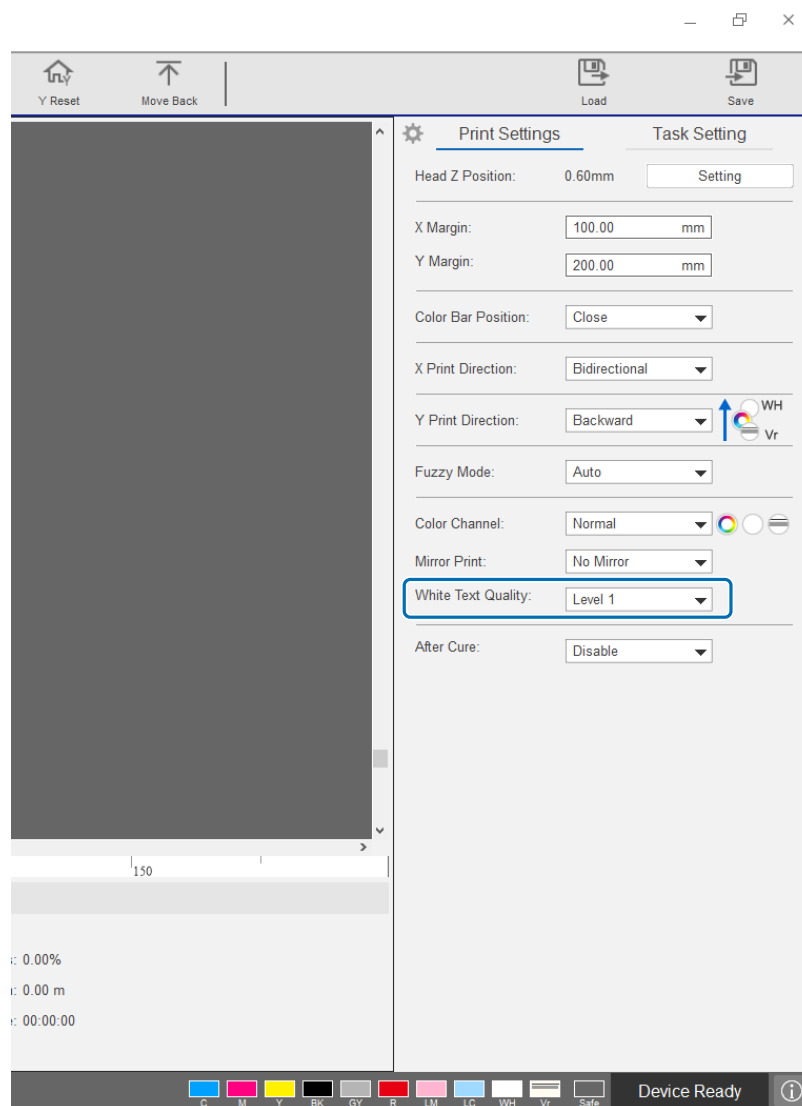 Y Reset Move Back Load Save
Print Settings Task Setting
Head Z Position: 0.60mm Setting
X Margin: 100.00 mm
Y Margin: 200.00 mm
Color Bar Position: Close
X Print Direction: Bidirectional
Y Print Direction: Backward WH Vr
Fuzzy Mode: Auto
Color Channel: Normal
Mirror Print: No Mirror
White Text Quality: Level 1
After Cure: Disable
150
: 0.00%
: 0.00 m
: 00:00:00
C M Y BK GY R LM LC WH Vr Safe Device Ready